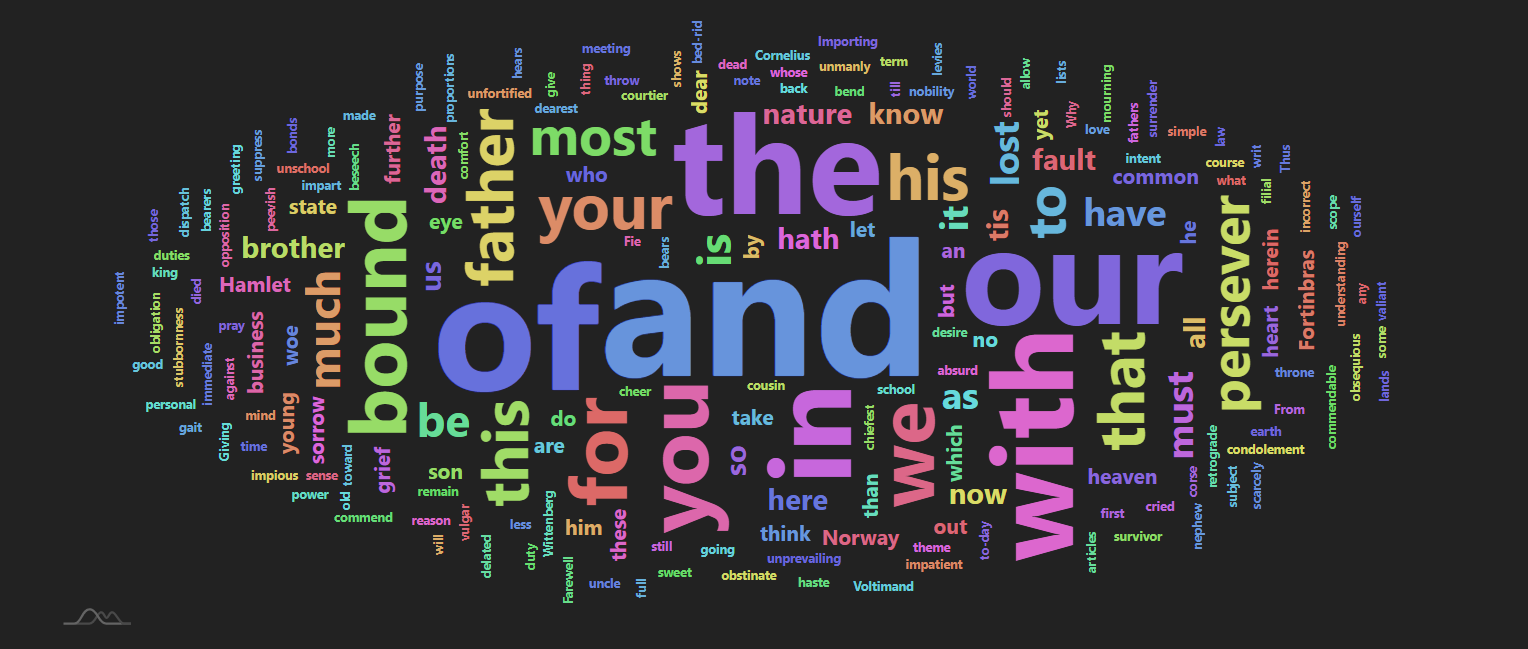 bed-rid
Importing
meeting
hears
shows
Cornelius
levies
dead
whose
unmanly
term
lists
allow
world
mourning
purpose
proportions
give
thing
throw
note
back
bend
till
nobility
should
surrender
unfortified
courtier
dear
dearest
made
further
father
most
the
nature
know
lost
yet
Why
love
fathers
simple
law
bonds
more
beseech
death
comfort
who
his
fault
intent
course
writ
Thus
greeting
suppress
unschool
impart
common
what
filial
incorrect
scope
ourself
those
dispatch
bearers
opposition
peevish
state
bound
eye
your
Fie
bears
is
by
hath
let
it
tis
to
have
he
persever
herein
duties
brother
us
an
our
understanding
king
Hamlet
much
of
and
but
Fortinbras
any
valiant
impotent
obligation
stubbornness
died
pray
business
woe
desire
no
all
heart
some
good
immediate
against
absurd
that
throne
obsequious
lands
personal
mind
young
sorrow
be
this
for
cheer
you
cousin
in
school
as
with
must
From
commendable
gait
Giving
time
do
are
so
take
chiefest
we
which
earth
condolement
impious
sense
toward
grief
son
heaven
retrograde
subject
scarcely
power
old
remain
here
than
now
corse
commend
reason
vulgar
less
Wittenberg
him
these
think
Norway
out
to-day
first
cried
nephew
will
delated
duty
still
going
unprevailing
theme
impatient
articles
survivor
Farewell
uncle
full
sweet
obstinate
haste
Voltimand